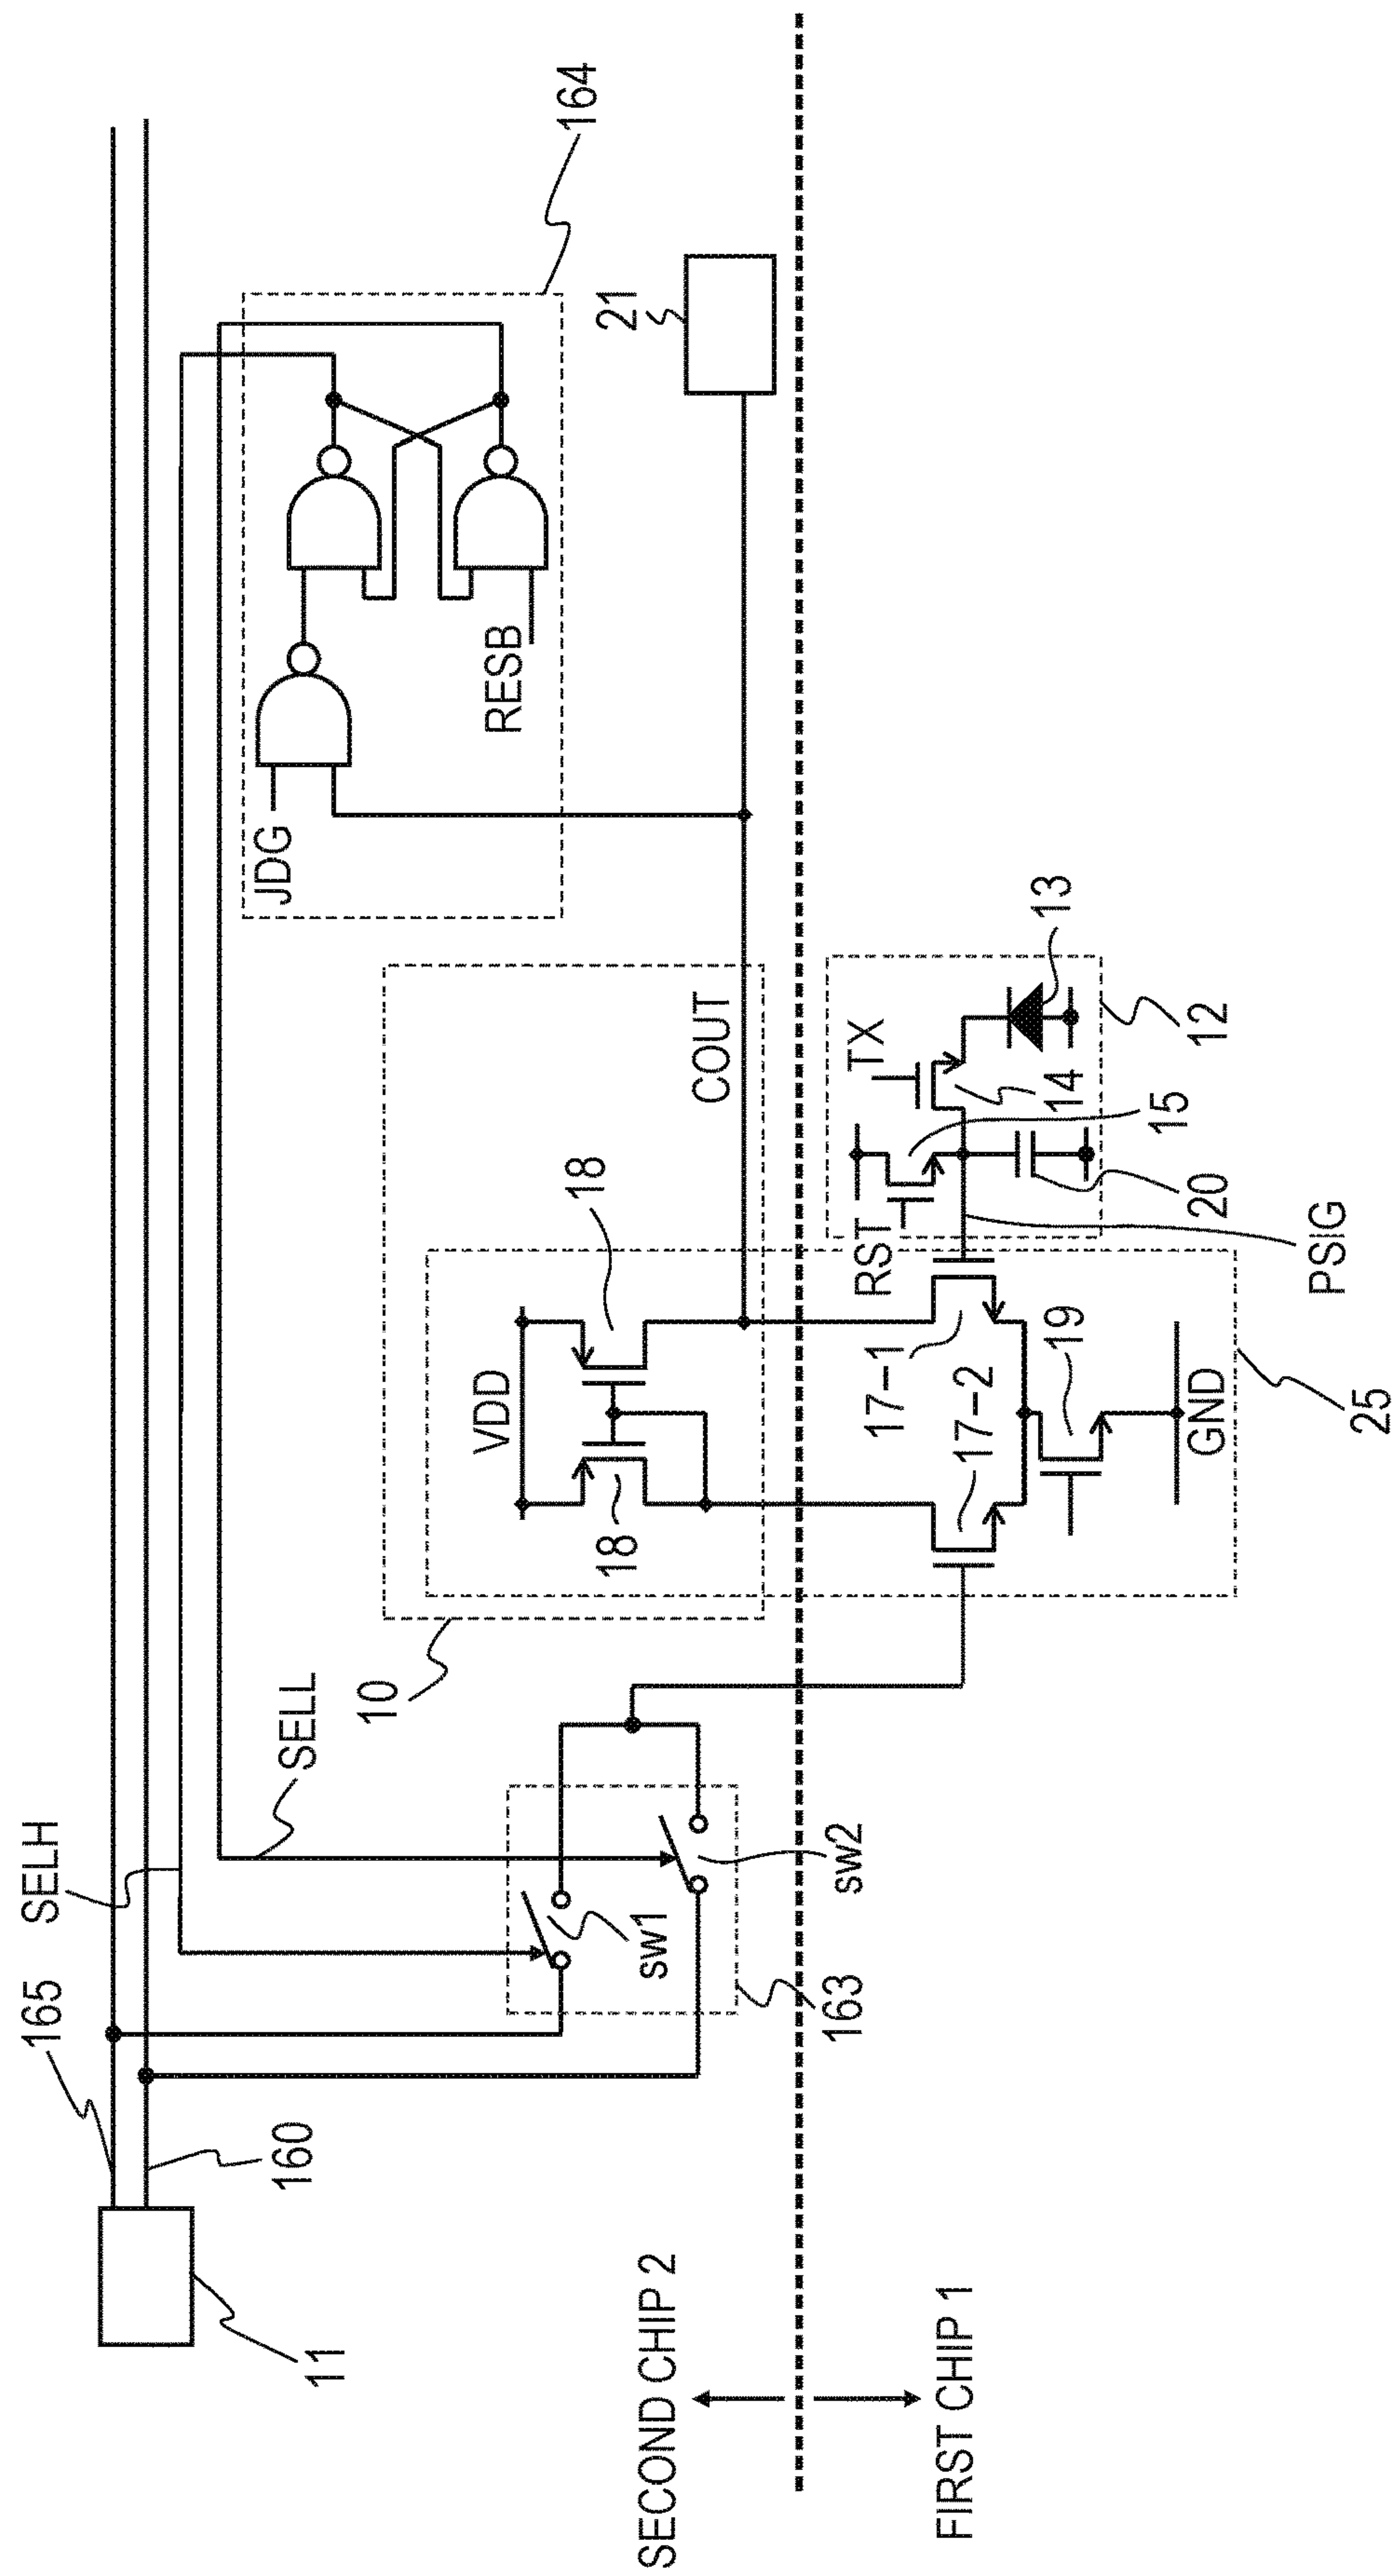 165
SELH
11
160
SELL
JDG
RESB
164
163
sw1
sw2
10
VDD
18
18
COUT
21
SECOND CHIP 2
FIRST CHIP 1
17-2
17-1
19
GND
25
RST
TX
15
14
13
20
12
PSIG